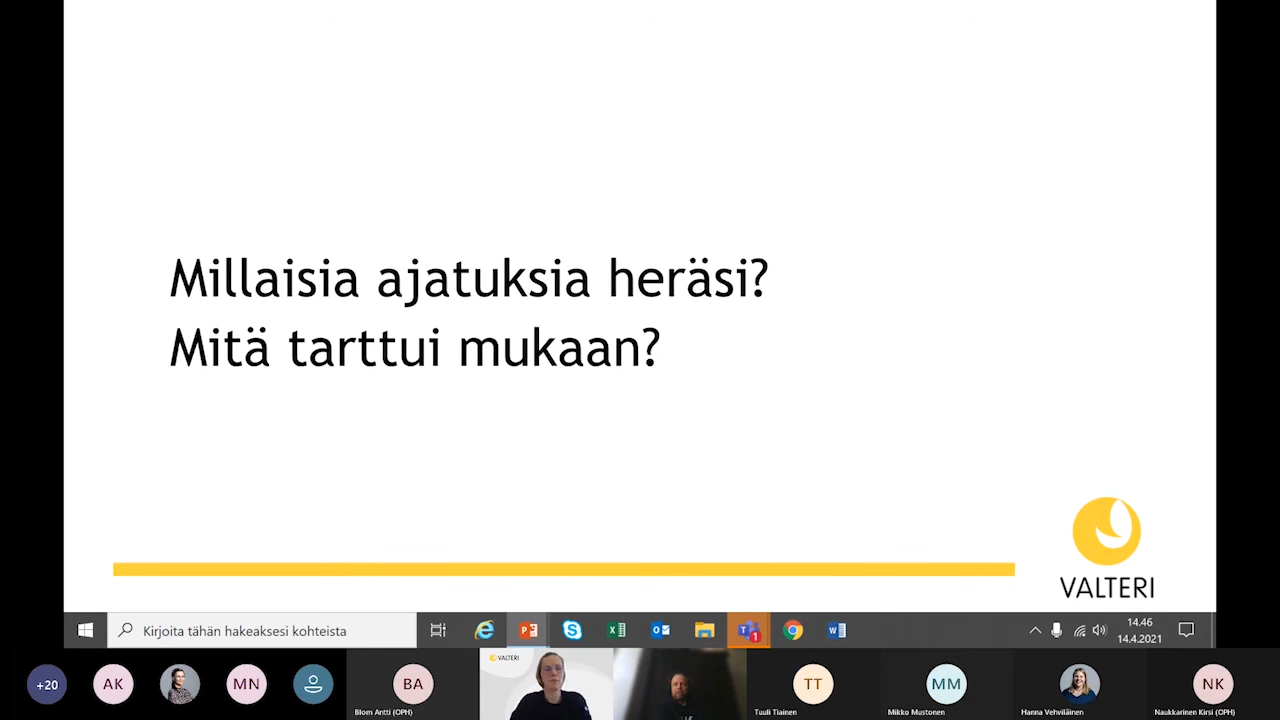 Millaisia ajatuksia heräsi?
Mitä tarttui mukaan?
VALTERI
Kirjoita tähän hakeaksesi kohteista
14.46
14.4.2021
+20
AK
MN
BA
Blom Antti (OPH)
VALTERI
TT
Tuuli Tiainen
MM
Mikko Mustonen
Hanna Vehviläinen
NK
Naukkarinen Kirsi (OPH)